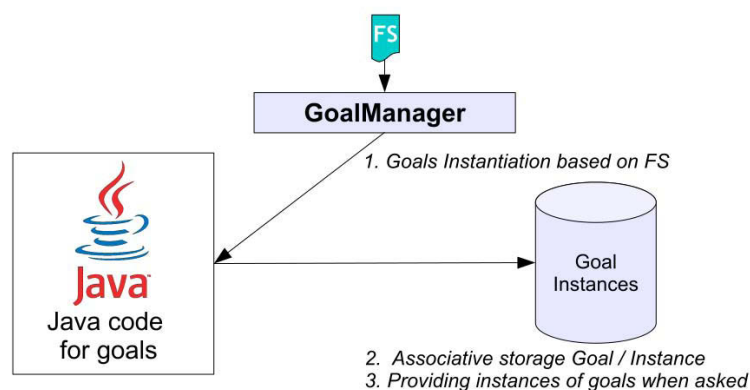 FS
GoalManager
1. Goals Instantiation based on FS
Java™
Java code
for goals
Goal
Instances
2. Associative storage Goal / Instance
3. Providing instances of goals when asked